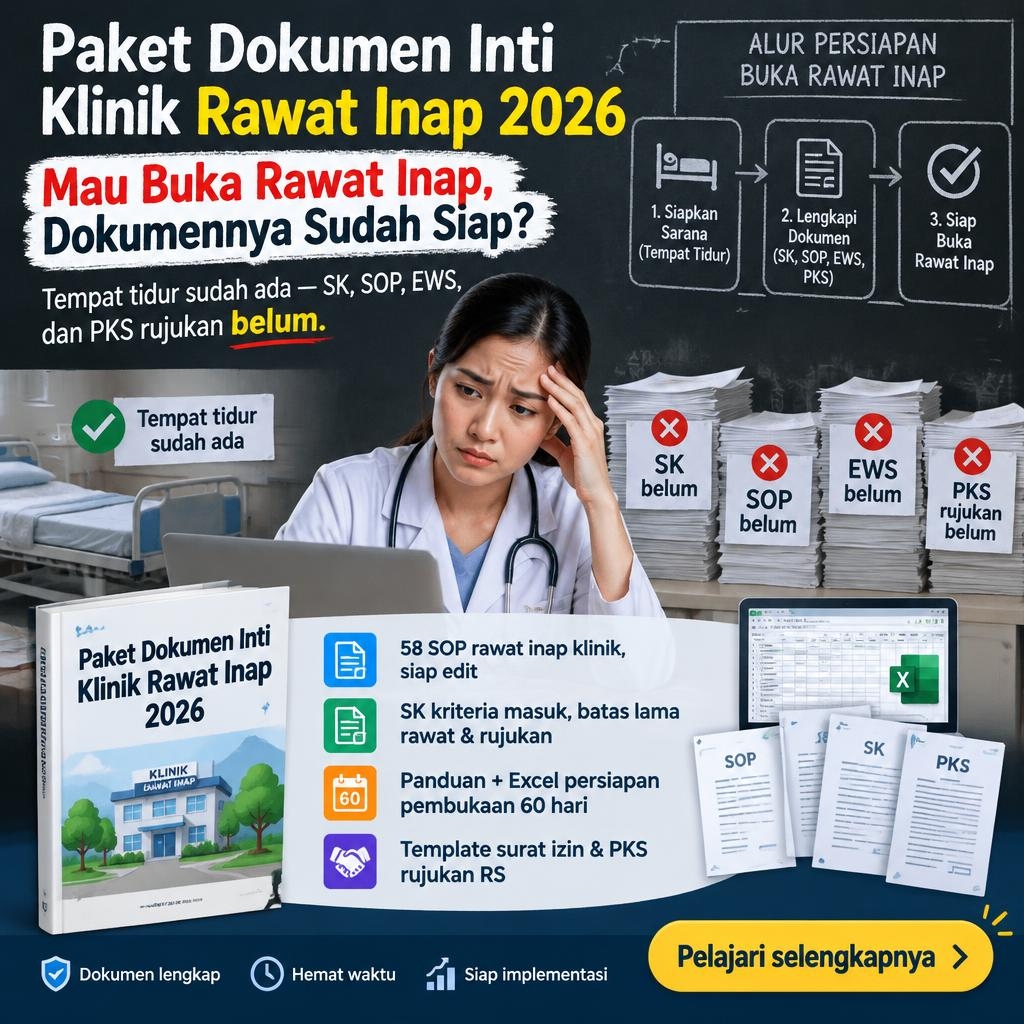 Paket Dokumen Inti
Klinik Rawat Inap 2026
Mau Buka Rawat Inap,
Dokumennya Sudah Siap?
Tempat tidur sudah ada — SK, SOP, EWS,
dan PKS rujukan belum.
ALUR PERSIAPAN
BUKA RAWAT INAP
1. Siapkan
Sarana
(Tempat Tidur)
2. Lengkapi
Dokumen
(SK, SOP, EWS,
PKS)
3. Siap
Buka
Rawat Inap
Tempat tidur
sudah ada
SK
belum
SOP
belum
EWS
belum
PKS
rujukan
belum
Paket Dokumen Inti
Klinik Rawat Inap
2026
KLINIK
RAWAT INAP
58 SOP rawat inap klinik,
siap edit
SK kriteria masuk, batas lama
rawat & rujukan
60
Panduan + Excel persiapan
pembukaan 60 hari
Template surat izin & PKS
rujukan RS
X
SOP
SK
PKS
Dokumen lengkap
Hemat waktu
Siap implementasi
Pelajari selengkapnya